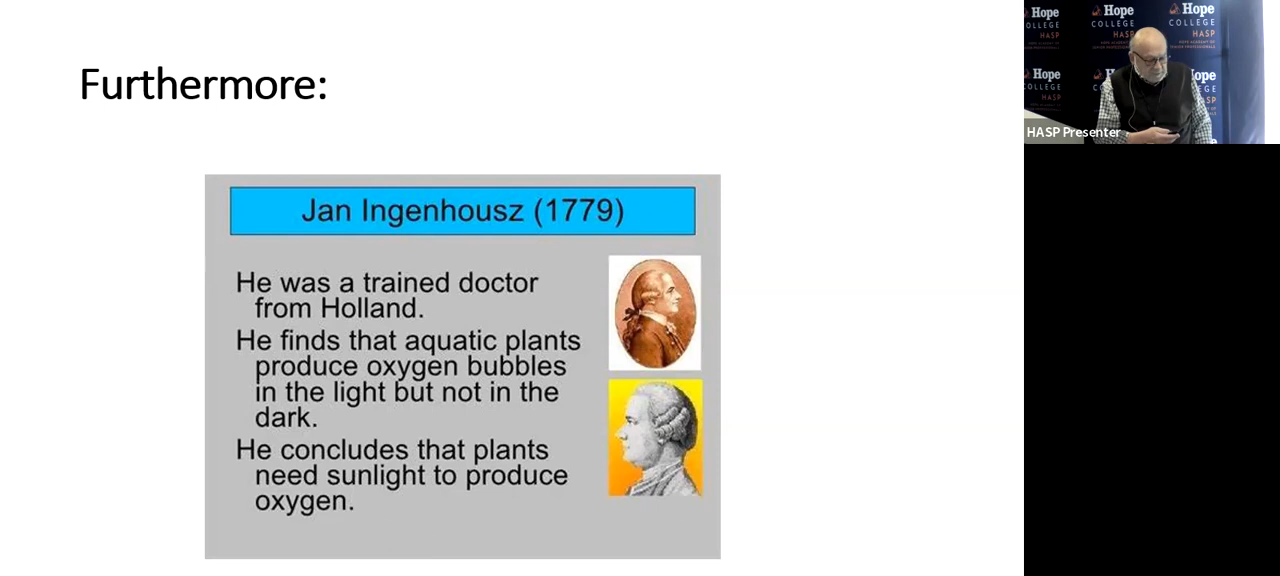 Furthermore:
Jan Ingenhousz (1779)
He was a trained doctor
from Holland.
He finds that aquatic plants
produce oxygen bubbles
in the light but not in the
dark.
He concludes that plants
need sunlight to produce
oxygen.
Hope
COLLEGE
HASP
Hope
COLLEGE
HASP
Hope
COLLEGE
HASP
Hope
COLLEGE
HASP Presenter